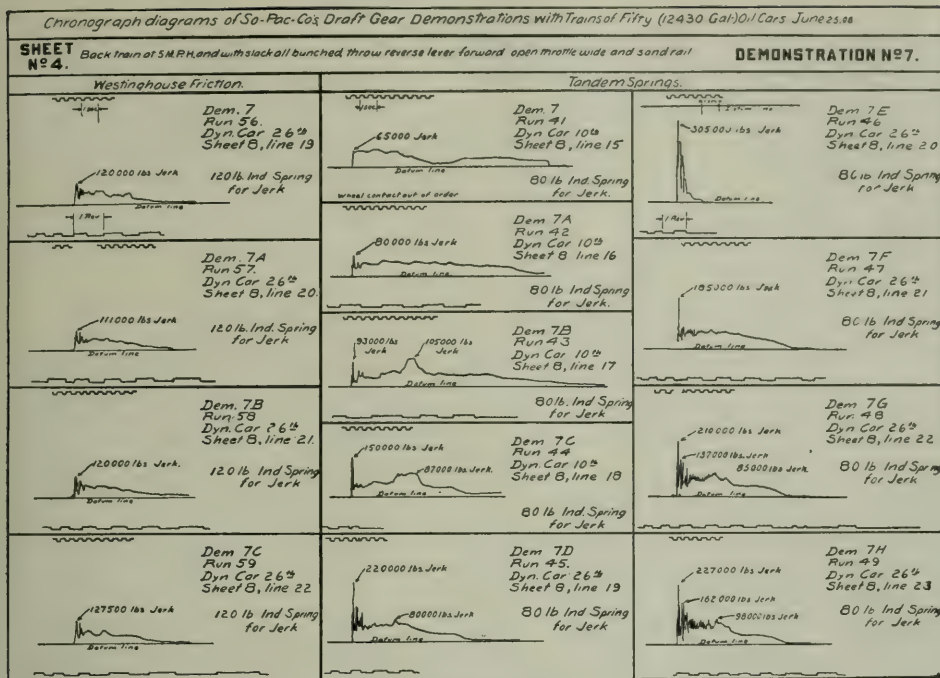 Chronograph diagrams of So-Pac-Co's Draft Gear Demonstrations with Trains of Fifty (12430 Gal.) Oil Cars June 25.08
SHEET Nº4.
Back train at 5 M.P.H. and with slack all bunched, throw reverse lever forward open throttle wide and sand rail
DEMONSTRATION Nº7.
Westinghouse Friction.
Tandem Springs.
Dem. 7
Run 56.
Dyn. Car 26th
Sheet 8, line 19
120000 lbs Jerk
120 lb. Ind Spring
for Jerk
Datum line
1 Rev
Dem. 7A
Run 57.
Dyn Car 26th
Sheet 8, line 20.
111000 lbs Jerk
120 lb. Ind. Spring
for Jerk
Datum line
Dem. 7B
Run 58
Dyn. Car 26th
Sheet 8, line 21.
120000 lbs Jerk.
120 lb Ind Spring
for Jerk
Datum line
Dem 7C
Run 59
Dyn Car 26th
Sheet 8, line 22
127500 lbs Jerk
120 lb Ind Spring
for Jerk
Datum line
Dem. 7
Run 41
Dyn Car 10th
Sheet 8, line 15
65000 Jerk
Datum line
80 lb Ind. Spring
for Jerk.
Wheel contact out of order
Dem 7A
Run 42
Dyn Car 10th
Sheet 8 line 16
80000 lbs Jerk
Datum line
80 lb Ind Spring
for Jerk.
Dem 7B
Run 43
Dyn Car 10th
Sheet 8, line 17
93000 lbs Jerk
105000 lbs Jerk
Datum line
80 lb. Ind Spring
for Jerk
Dem 7C
Run 44
Dyn Car 10th
Sheet 8, line 18
150000 lbs Jerk
87000 lbs Jerk.
Datum line
80 lb Ind Spring
for Jerk
Dem 7D
Run 45.
Dyn. Car 26th
Sheet 8, line 19
220000 lbs Jerk
80000 lbs Jerk
80 lb Ind Spring
for Jerk
Datum line
Dem 7E
Run 46
Dyn Car 26th
Sheet 8, line 20
305000 lbs Jerk
80 lb Ind Spring
for Jerk
Datum line
1 Rev
Dem 7F
Run 47
Dyn Car 26th
Sheet 8, line 21
185000 lbs Jerk
80 lb Ind Spring
for Jerk
Datum line
Dem 7G
Run 48
Dyn Car 26th
Sheet 8, line 22
210000 lbs Jerk
137000 lbs Jerk
85000 lbs Jerk
80 lb Ind Spring
for Jerk
Datum line
Dem 7H
Run 49
Dyn Car 26th
Sheet 8, line 23
227000 lbs Jerk
162000 lbs Jerk
98000 lbs Jerk
80 lb Ind Spring
for Jerk
Datum line